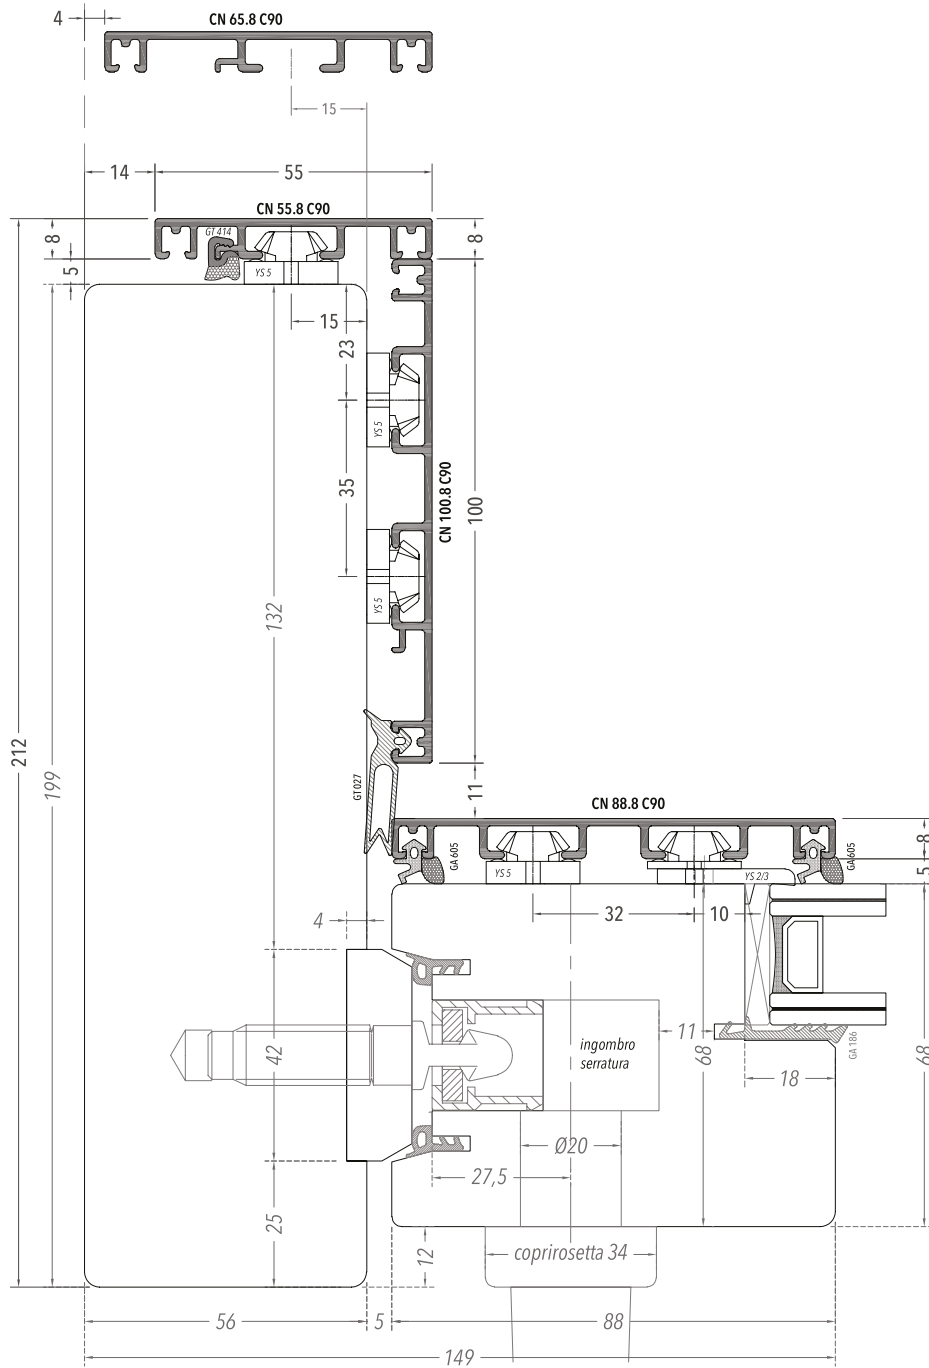 4
CN 65.8 C90
15
14
55
CN 55.8 C90
8
GT 414
8
5
YS 5
15
23
YS 5
35
CN 100.8 C90
100
YS 5
132
212
199
GT 027
11
CN 88.8 C90
8
GA 605
GA 605
5
YS 5
YS 2/3
4
32
10
42
ingombro
serratura
11
68
GA 186
68
18
Ø20
27,5
25
12
coprirosetta 34
56
5
88
149